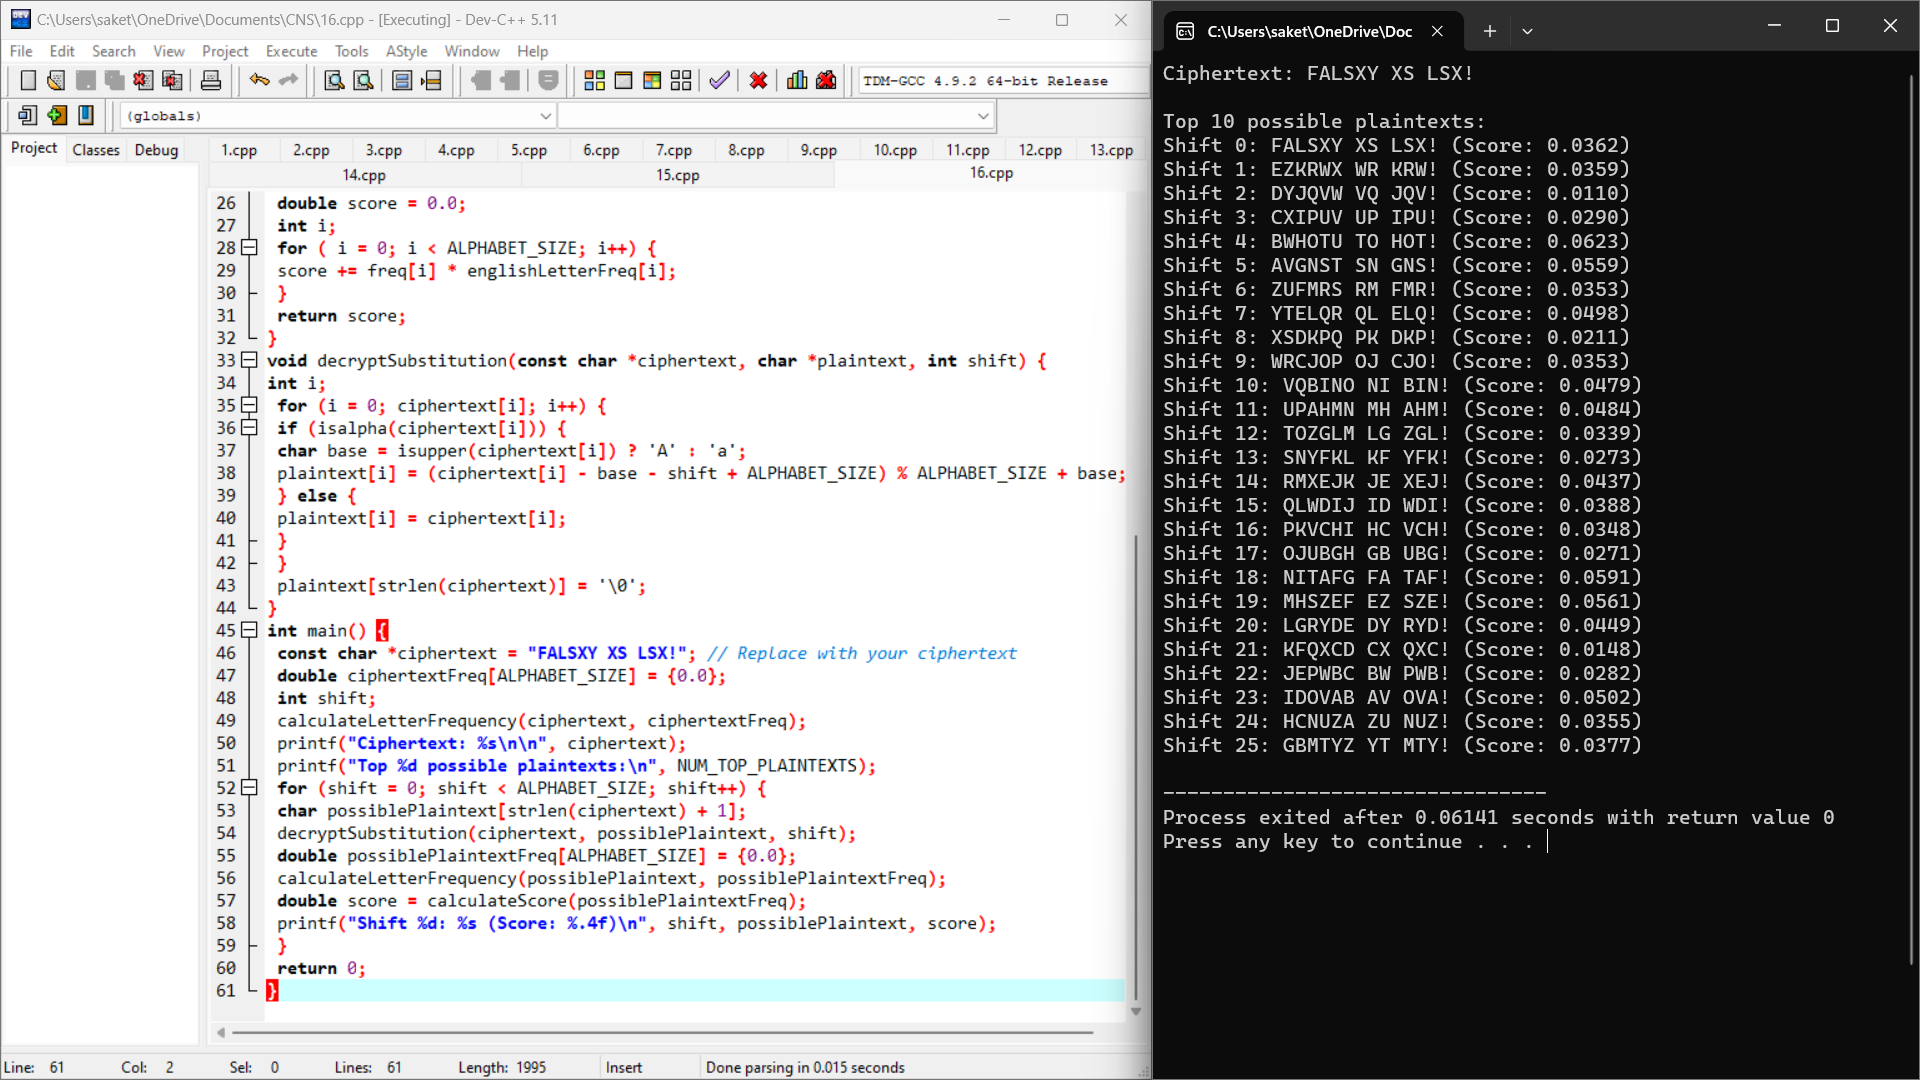 C:\Users\saket\OneDrive\Documents\CNS\16.cpp - [Executing] - Dev-C++ 5.11
File Edit Search View Project Execute Tools AStyle Window Help
TDM-GCC 4.9.2 64-bit Release
(globals)
Project Classes Debug
1.cpp 2.cpp 3.cpp 4.cpp 5.cpp 6.cpp 7.cpp 8.cpp 9.cpp 10.cpp 11.cpp 12.cpp 13.cpp
14.cpp 15.cpp 16.cpp
26 double score = 0.0;
27 int i;
28 for ( i = 0; i < ALPHABET_SIZE; i++) {
29 score += freq[i] * englishLetterFreq[i];
30 }
31 return score;
32 }
33 void decryptSubstitution(const char *ciphertext, char *plaintext, int shift) {
34 int i;
35 for (i = 0; ciphertext[i]; i++) {
36 if (isalpha(ciphertext[i])) {
37 char base = isupper(ciphertext[i]) ? 'A' : 'a';
38 plaintext[i] = (ciphertext[i] - base - shift + ALPHABET_SIZE) % ALPHABET_SIZE + base;
39 } else {
40 plaintext[i] = ciphertext[i];
41 }
42 }
43 plaintext[strlen(ciphertext)] = '\0';
44 }
45 int main() {
46 const char *ciphertext = "FALSXY XS LSX!"; // Replace with your ciphertext
47 double ciphertextFreq[ALPHABET_SIZE] = {0.0};
48 int shift;
49 calculateLetterFrequency(ciphertext, ciphertextFreq);
50 printf("Ciphertext: %s\n\n", ciphertext);
51 printf("Top %d possible plaintexts:\n", NUM_TOP_PLAINTEXTS);
52 for (shift = 0; shift < ALPHABET_SIZE; shift++) {
53 char possiblePlaintext[strlen(ciphertext) + 1];
54 decryptSubstitution(ciphertext, possiblePlaintext, shift);
55 double possiblePlaintextFreq[ALPHABET_SIZE] = {0.0};
56 calculateLetterFrequency(possiblePlaintext, possiblePlaintextFreq);
57 double score = calculateScore(possiblePlaintextFreq);
58 printf("Shift %d: %s (Score: %.4f)\n", shift, possiblePlaintext, score);
59 }
60 return 0;
61 }
Line: 61 Col: 2 Sel: 0 Lines: 61 Length: 1995 Insert Done parsing in 0.015 seconds
C:\Users\saket\OneDrive\Doc
Ciphertext: FALSXY XS LSX!
Top 10 possible plaintexts:
Shift 0: FALSXY XS LSX! (Score: 0.0362)
Shift 1: EZKRWX WR KRW! (Score: 0.0359)
Shift 2: DYJQVW VQ JQV! (Score: 0.0110)
Shift 3: CXIPUV UP IPU! (Score: 0.0290)
Shift 4: BWHOTU TO HOT! (Score: 0.0623)
Shift 5: AVGNST SN GNS! (Score: 0.0559)
Shift 6: ZUFMRS RM FMR! (Score: 0.0353)
Shift 7: YTELQR QL ELQ! (Score: 0.0498)
Shift 8: XSDKPQ PK DKP! (Score: 0.0211)
Shift 9: WRCJOP OJ CJO! (Score: 0.0353)
Shift 10: VQBINO NI BIN! (Score: 0.0479)
Shift 11: UPAHMN MH AHM! (Score: 0.0484)
Shift 12: TOZGLM LG ZGL! (Score: 0.0339)
Shift 13: SNYFKL KF YFK! (Score: 0.0273)
Shift 14: RMXEJK JE XEJ! (Score: 0.0437)
Shift 15: QLWDIJ ID WDI! (Score: 0.0388)
Shift 16: PKVCHI HC VCH! (Score: 0.0348)
Shift 17: OJUBGH GB UBG! (Score: 0.0271)
Shift 18: NITAFG FA TAF! (Score: 0.0591)
Shift 19: MHSZEF EZ SZE! (Score: 0.0561)
Shift 20: LGRYDE DY RYD! (Score: 0.0449)
Shift 21: KFQXCD CX QXC! (Score: 0.0148)
Shift 22: JEPWBC BW PWB! (Score: 0.0282)
Shift 23: IDOVAB AV OVA! (Score: 0.0502)
Shift 24: HCNUZA ZU NUZ! (Score: 0.0355)
Shift 25: GBMTYZ YT MTY! (Score: 0.0377)
--------------------------------
Process exited after 0.06141 seconds with return value 0
Press any key to continue . . .